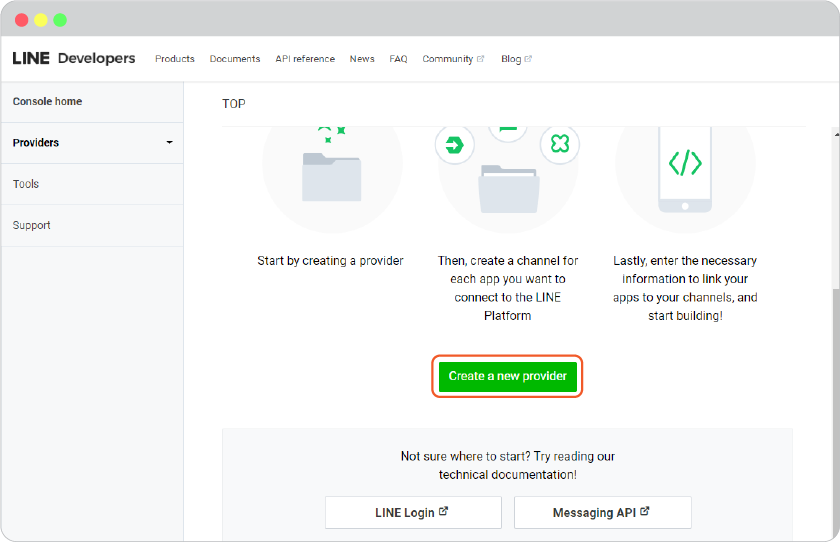 LINE Developers
Products
Documents
API reference
News
FAQ
Community
Blog
Console home
Providers
Tools
Support
TOP
Start by creating a provider
Then, create a channel for
each app you want to
connect to the LINE
Platform
Lastly, enter the necessary
information to link your
apps to your channels, and
start building!
Create a new provider
Not sure where to start? Try reading our
technical documentation!
LINE Login
Messaging API